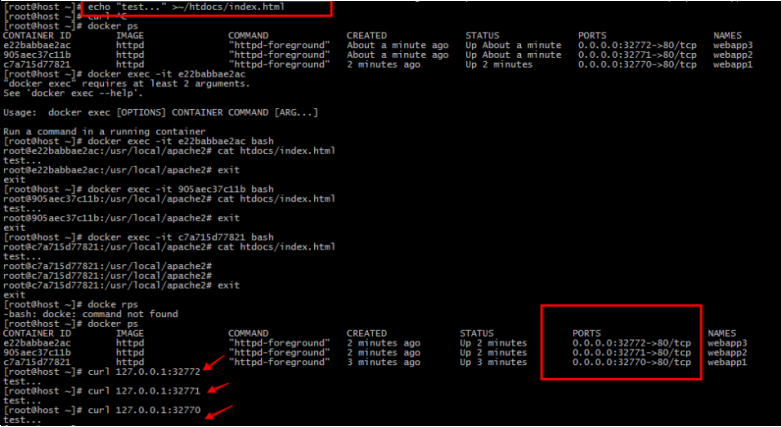 [root@host ~]# echo "test..." >~/htdocs/index.html
[root@host ~]# curl ^C
[root@host ~]# docker ps
CONTAINER ID IMAGE COMMAND CREATED STATUS PORTS NAMES
e22babbae2ac httpd "httpd-foreground" About a minute ago Up About a minute 0.0.0.0:32772->80/tcp webapp3
905aec37c11b httpd "httpd-foreground" About a minute ago Up About a minute 0.0.0.0:32771->80/tcp webapp2
c7a715d77821 httpd "httpd-foreground" 2 minutes ago Up 2 minutes 0.0.0.0:32770->80/tcp webapp1
[root@host ~]# docker exec -it e22babbae2ac
"docker exec" requires at least 2 arguments.
See 'docker exec --help'.
Usage: docker exec [OPTIONS] CONTAINER COMMAND [ARG...]
Run a command in a running container
[root@host ~]# docker exec -it e22babbae2ac bash
root@e22babbae2ac:/usr/local/apache2# cat htdocs/index.html
test...
root@e22babbae2ac:/usr/local/apache2# exit
exit
[root@host ~]# docker exec -it 905aec37c11b bash
root@905aec37c11b:/usr/local/apache2# cat htdocs/index.html
test...
root@905aec37c11b:/usr/local/apache2# exit
exit
[root@host ~]# docker exec -it c7a715d77821 bash
root@c7a715d77821:/usr/local/apache2# cat htdocs/index.html
test...
root@c7a715d77821:/usr/local/apache2#
root@c7a715d77821:/usr/local/apache2#
root@c7a715d77821:/usr/local/apache2# exit
exit
[root@host ~]# docke rps
-bash: docke: command not found
[root@host ~]# docker ps
CONTAINER ID IMAGE COMMAND CREATED STATUS PORTS NAMES
e22babbae2ac httpd "httpd-foreground" 2 minutes ago Up 2 minutes 0.0.0.0:32772->80/tcp webapp3
905aec37c11b httpd "httpd-foreground" 2 minutes ago Up 2 minutes 0.0.0.0:32771->80/tcp webapp2
c7a715d77821 httpd "httpd-foreground" 3 minutes ago Up 3 minutes 0.0.0.0:32770->80/tcp webapp1
[root@host ~]# curl 127.0.0.1:32772
test...
[root@host ~]# curl 127.0.0.1:32771
test...
[root@host ~]# curl 127.0.0.1:32770
test...